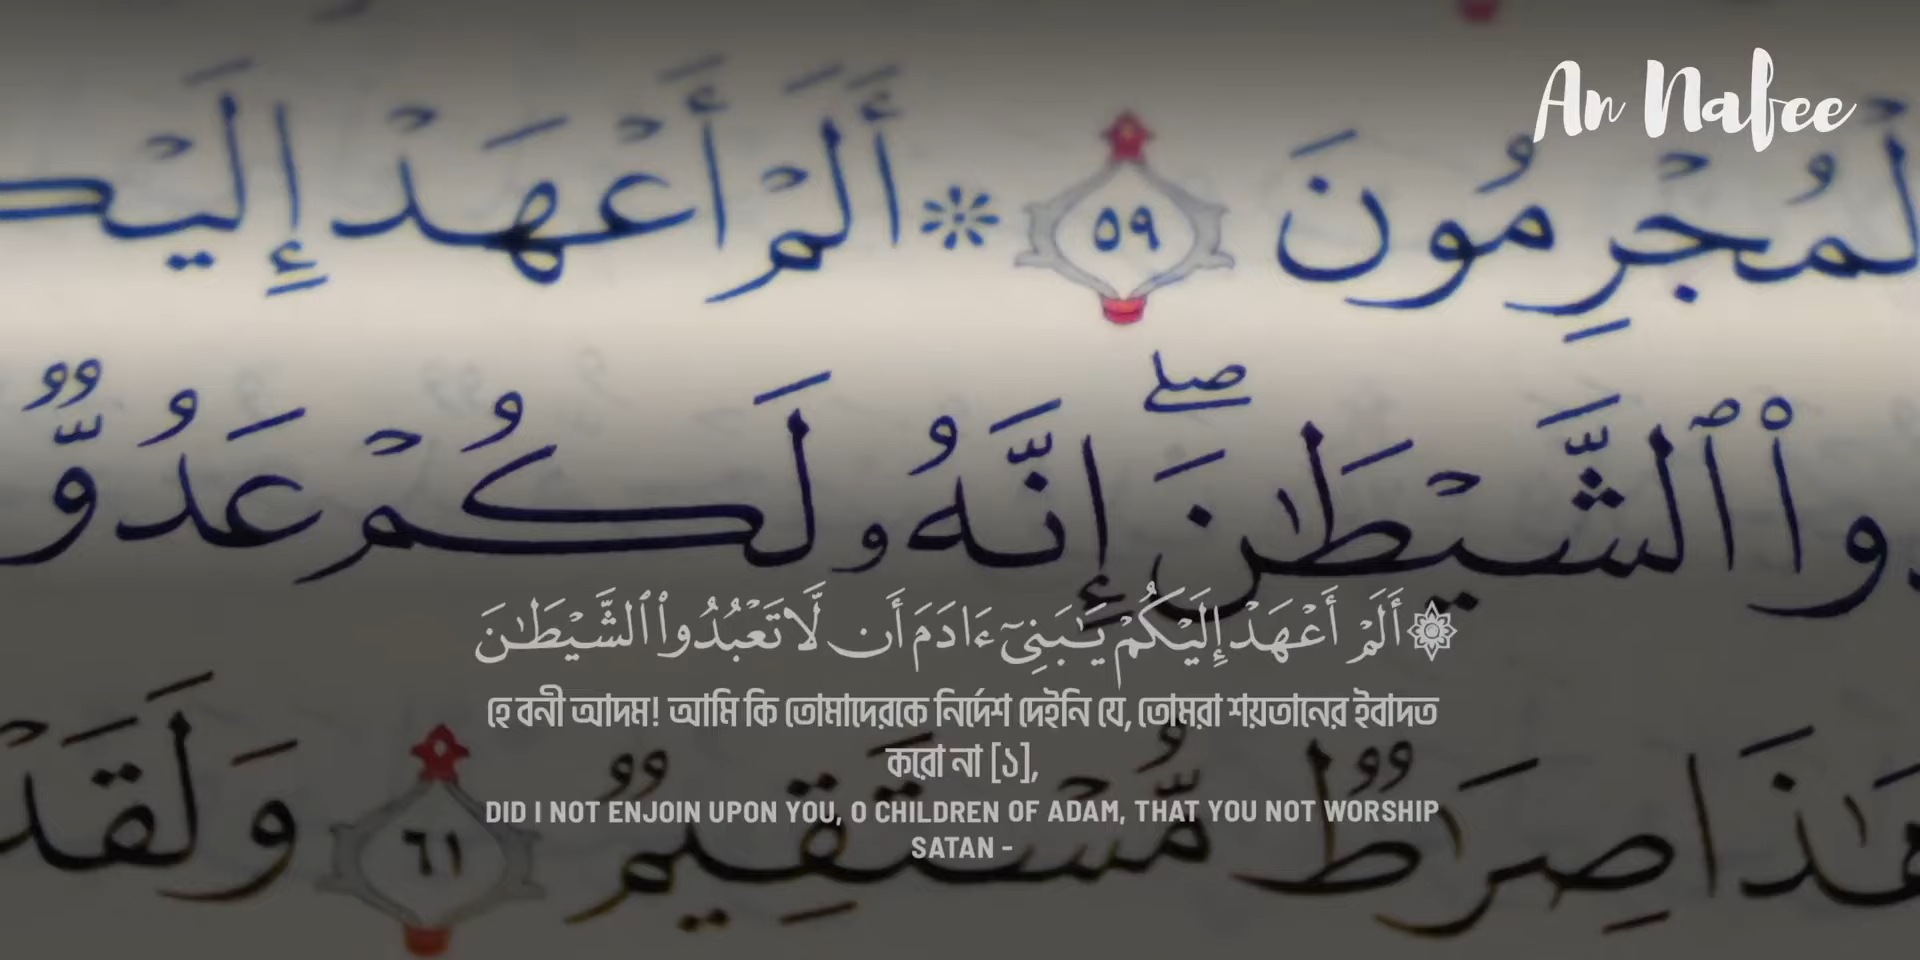 An Nafee
لْمُجْرِمُونَ ٥٩ ۞ أَلَمْ أَعْهَدْ إِلَيْكُ
دُوا۟ ٱلشَّيْطَـٰنَ ۖ إِنَّهُۥ لَكُمْ عَدُوٌّ
۞ أَلَمْ أَعْهَدْ إِلَيْكُمْ يَـٰبَنِىٓ ءَادَمَ أَن لَّا تَعْبُدُوا۟ ٱلشَّيْطَـٰنَ
হে বনী আদম! আমি কি তোমাদেরকে নির্দেশ দেইনি যে, তোমরা শয়তানের ইবাদত
করো না [১],
DID I NOT ENJOIN UPON YOU, O CHILDREN OF ADAM, THAT YOU NOT WORSHIP
SATAN -
هَـٰذَا صِرَٰطٌ مُّسْتَقِيمٌ ٦١ وَلَقَدْ